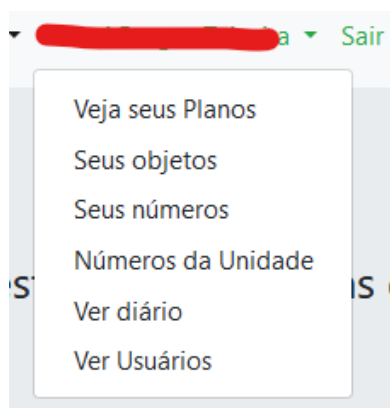 Sair
Veja seus Planos
Seus objetos
Seus números
Números da Unidade
Ver diário
Ver Usuários